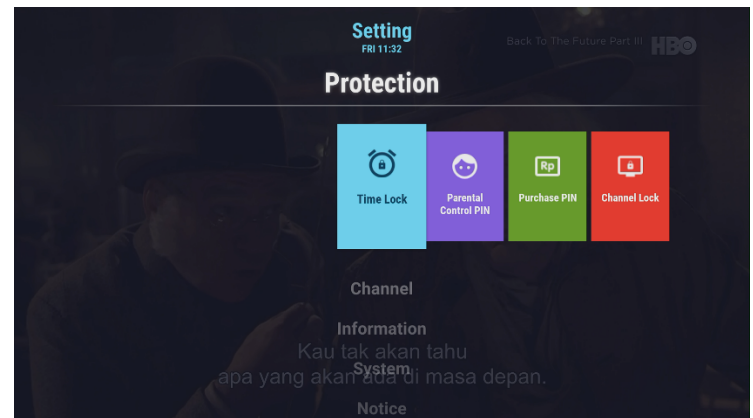 Setting
FRI 11:32
Back To The Future Part III HBO
Protection
Time Lock
Parental
Control PIN
Rp
Purchase PIN
Channel Lock
Channel
Information
Kau tak akan tahu
System
apa yang akan ada di masa depan.
Notice